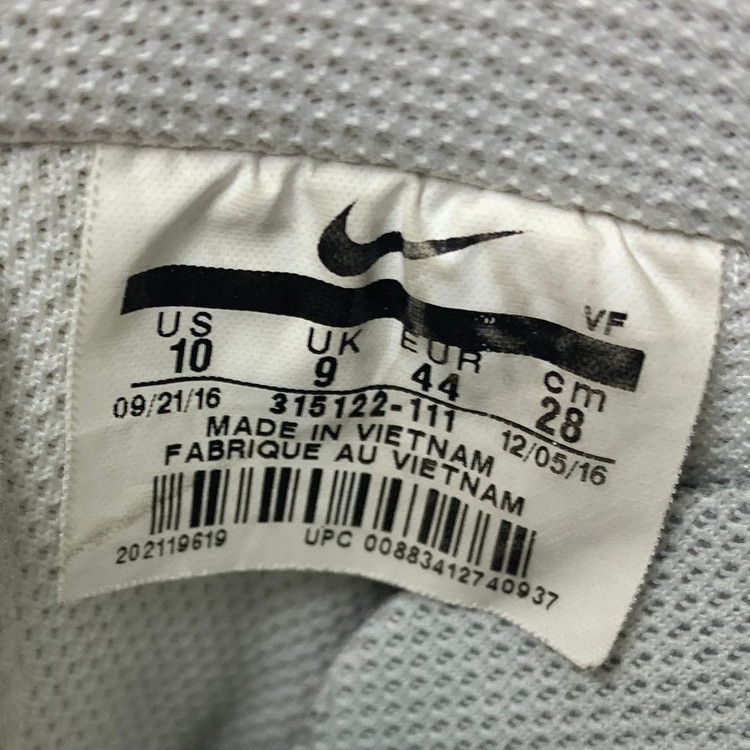 VF
US UK EUR cm
10 9 44 28
09/21/16 315122-111 12/05/16
MADE IN VIETNAM
FABRIQUE AU VIETNAM
202119619 UPC 00883412740937